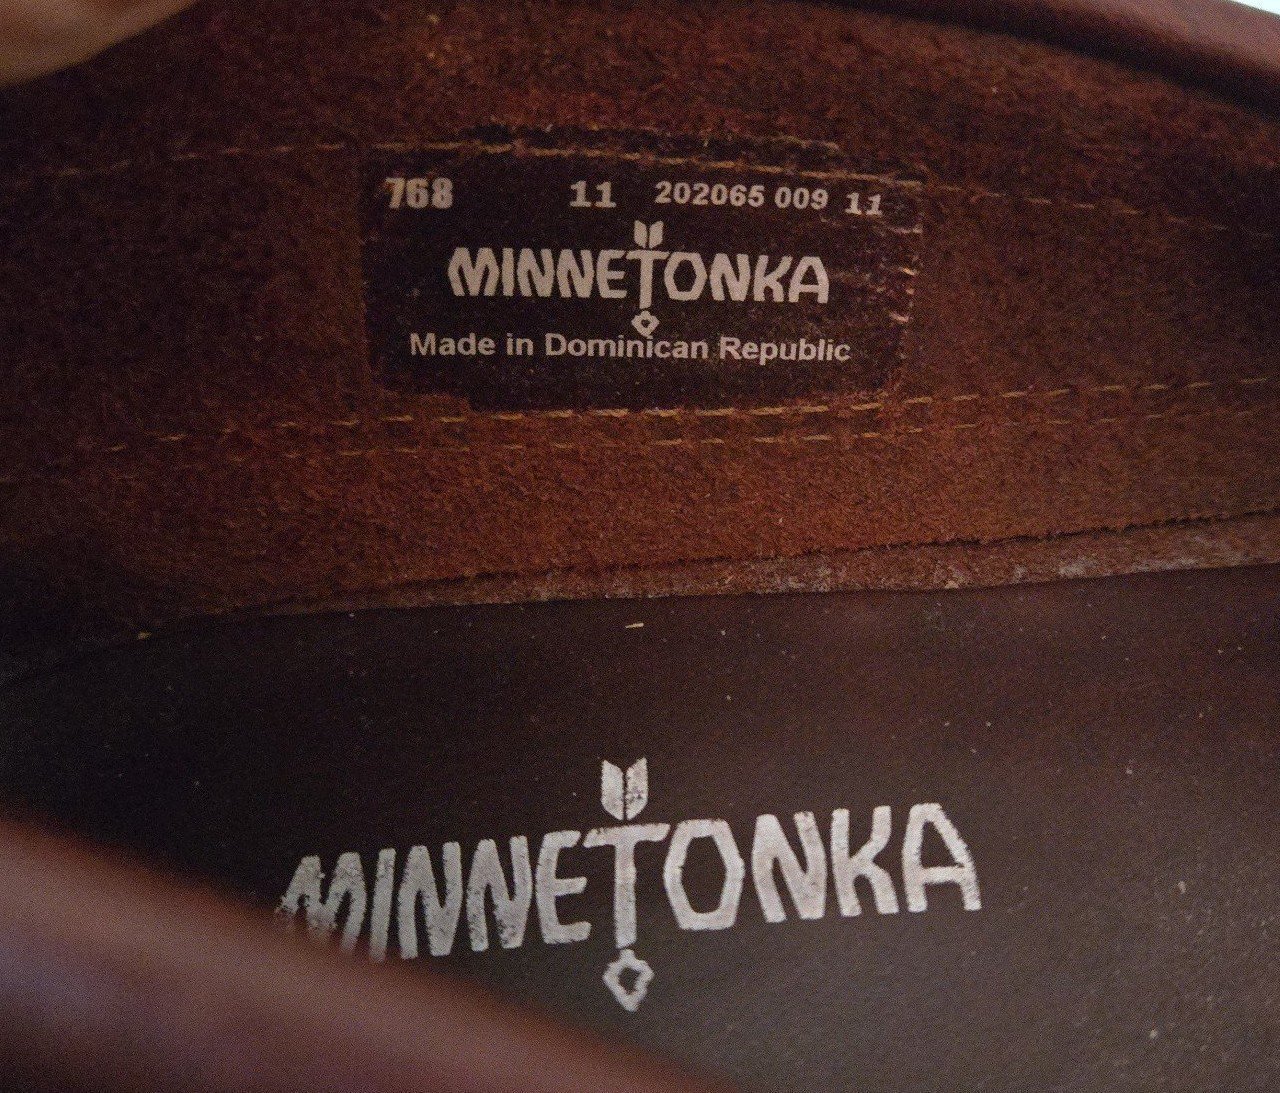 768 11 202065 009 11
MINNETONKA
Made in Dominican Republic
MINNETONKA